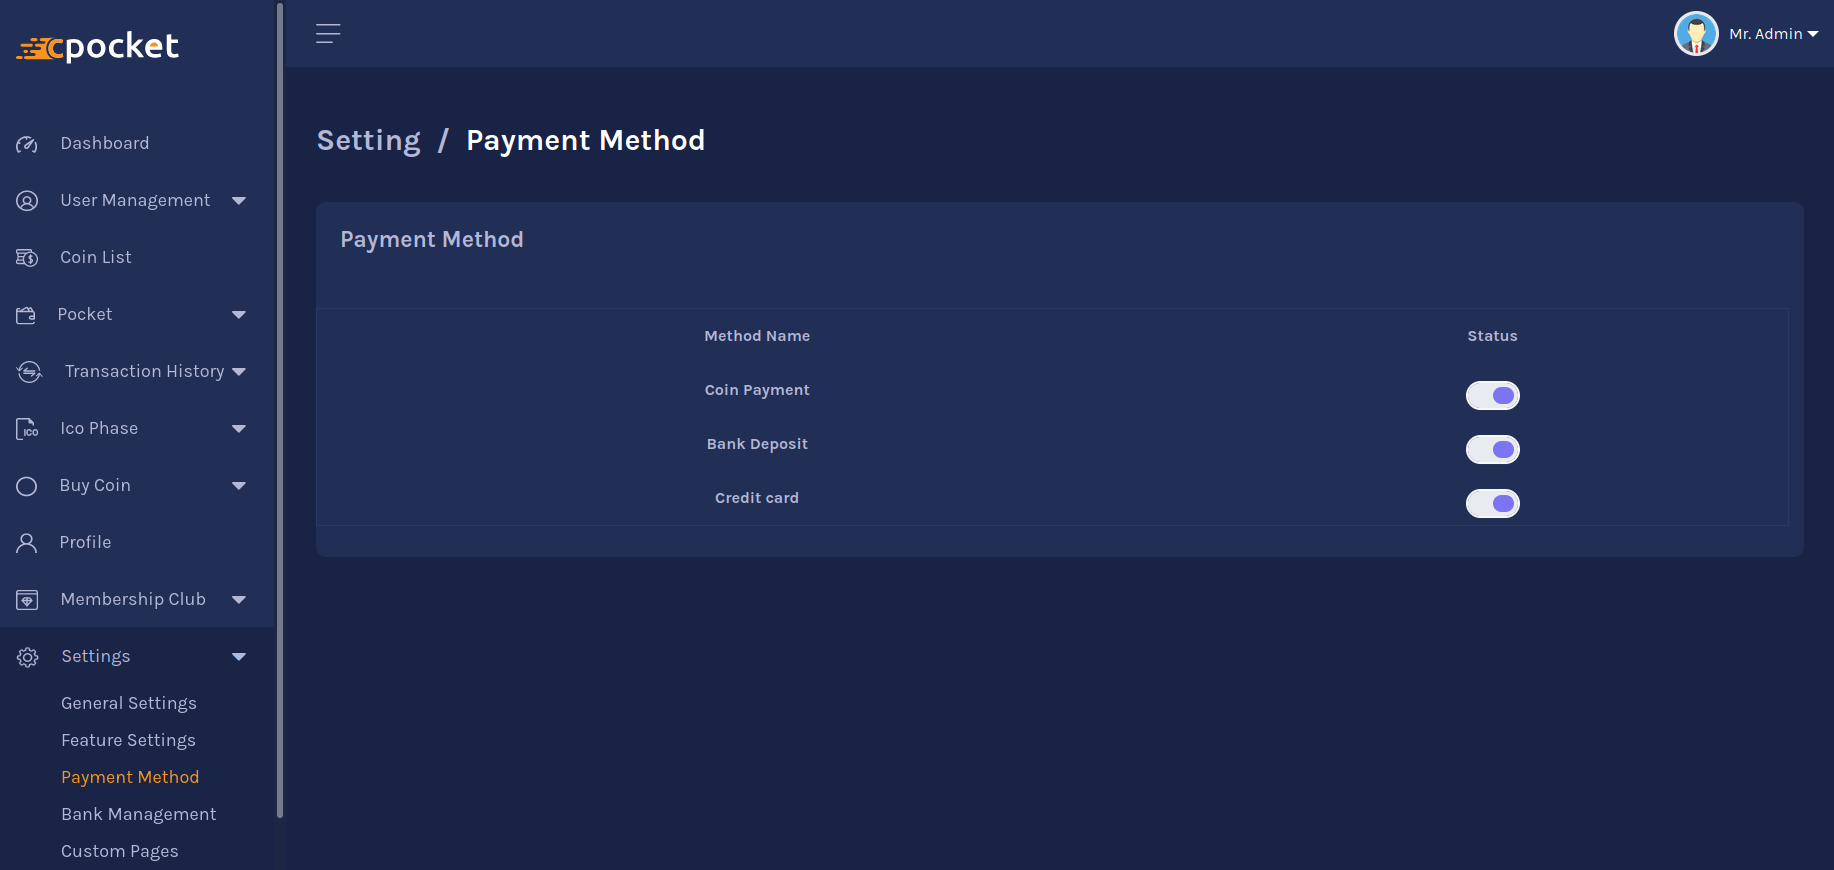 cpocket
Mr. Admin
Dashboard
User Management
Coin List
Pocket
Transaction History
ICO
Ico Phase
Buy Coin
Profile
Membership Club
Settings
General Settings
Feature Settings
Payment Method
Bank Management
Custom Pages
Setting / Payment Method
Payment Method
Method Name Status
Coin Payment
Bank Deposit
Credit card